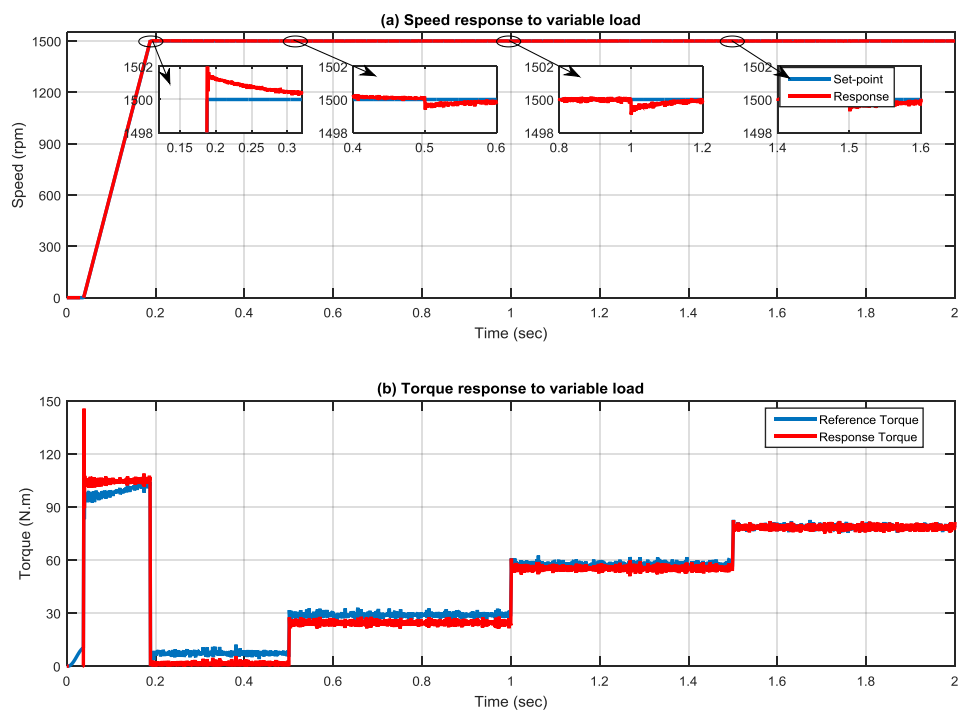 (a) Speed response to variable load
1500
1200
900
600
300
0
Speed (rpm)
1502
1500
1498
0.15 0.2 0.25 0.3
1502
1500
1498
0.4 0.5 0.6
1502
1500
1498
0.8 1 1.2
1502
1500
1498
1.4 1.5 1.6
Set-point
Response
0 0.2 0.4 0.6 0.8 1 1.2 1.4 1.6 1.8 2
Time (sec)
(b) Torque response to variable load
150
120
90
60
30
0
Torque (N.m)
Reference Torque
Response Torque
0 0.2 0.4 0.6 0.8 1 1.2 1.4 1.6 1.8 2
Time (sec)